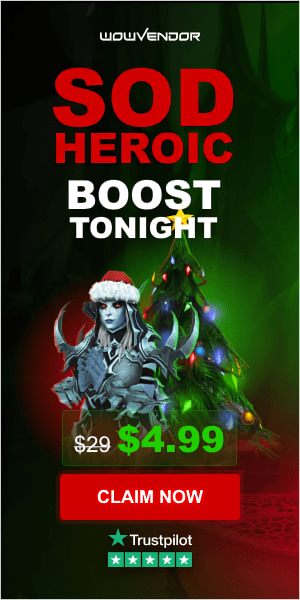 WOWVENDOR
SOD
HEROIC
BOOST
TONIGHT
$29 $4.99
CLAIM NOW
Trustpilot